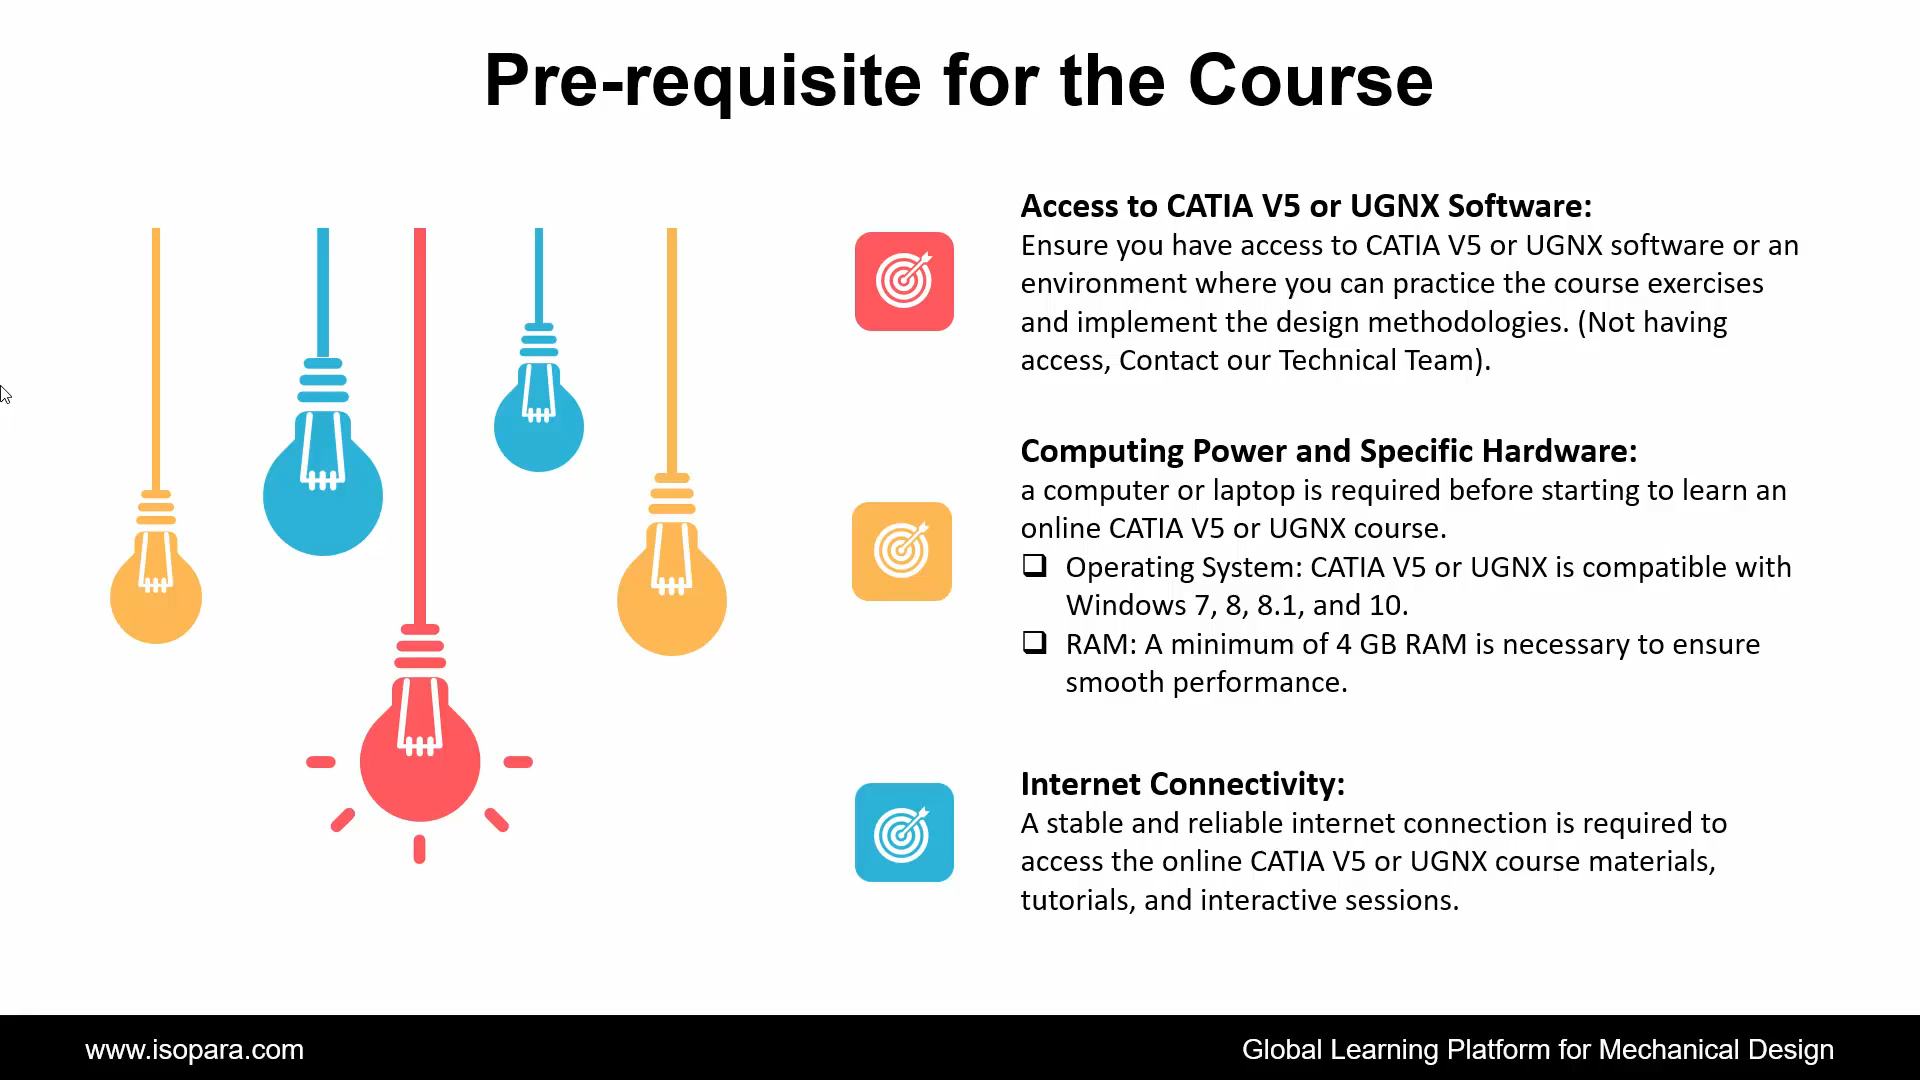 Pre-requisite for the Course
Access to CATIA V5 or UGNX Software:
Ensure you have access to CATIA V5 or UGNX software or an
environment where you can practice the course exercises
and implement the design methodologies. (Not having
access, Contact our Technical Team).
Computing Power and Specific Hardware:
a computer or laptop is required before starting to learn an
online CATIA V5 or UGNX course.
❑ Operating System: CATIA V5 or UGNX is compatible with
Windows 7, 8, 8.1, and 10.
❑ RAM: A minimum of 4 GB RAM is necessary to ensure
smooth performance.
Internet Connectivity:
A stable and reliable internet connection is required to
access the online CATIA V5 or UGNX course materials,
tutorials, and interactive sessions.
www.isopara.com
Global Learning Platform for Mechanical Design